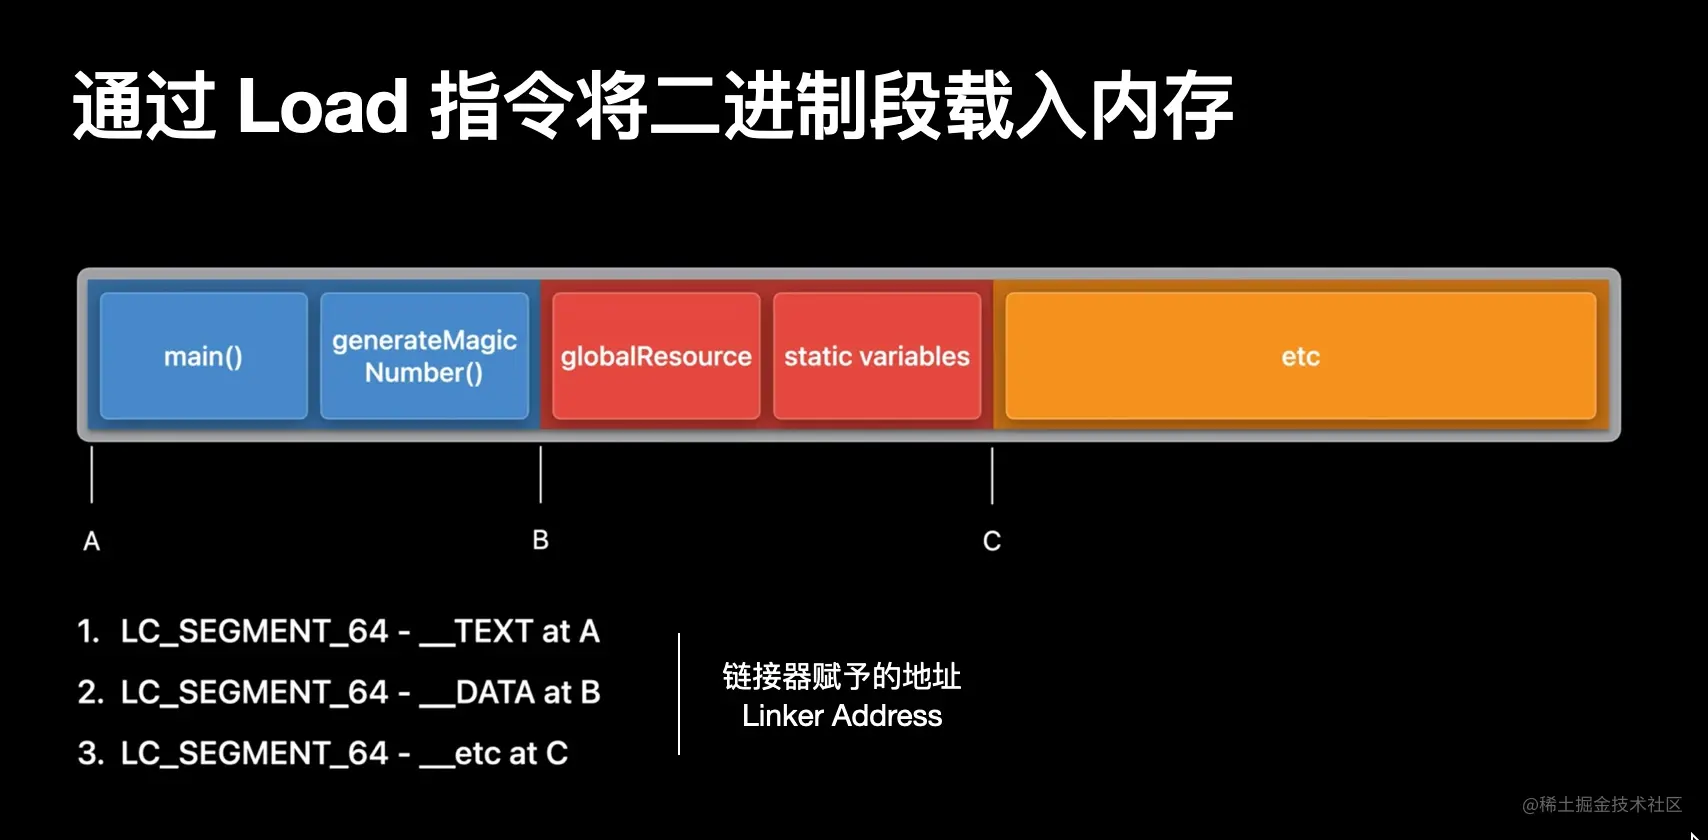 通过 Load 指令将二进制段载入内存
main()
generateMagic
Number()
globalResource
static variables
etc
A
B
C
1. LC_SEGMENT_64 - __TEXT at A
2. LC_SEGMENT_64 - __DATA at B
3. LC_SEGMENT_64 - __etc at C
链接器赋予的地址
Linker Address
@稀土掘金技术社区